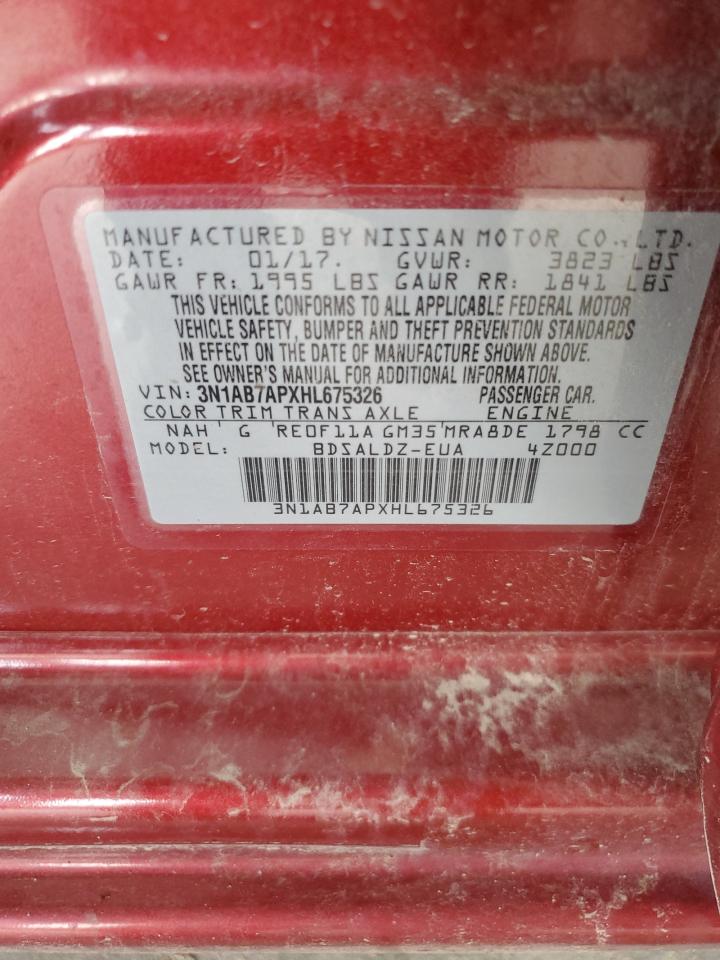 MANUFACTURED BY NISSAN MOTOR CO., LTD.
DATE: 01/17. GVWR: 3823 LBS
GAWR FR: 1995 LBS GAWR RR: 1841 LBS
THIS VEHICLE CONFORMS TO ALL APPLICABLE FEDERAL MOTOR
VEHICLE SAFETY, BUMPER AND THEFT PREVENTION STANDARDS
IN EFFECT ON THE DATE OF MANUFACTURE SHOWN ABOVE.
SEE OWNER'S MANUAL FOR ADDITIONAL INFORMATION.
VIN: 3N1AB7APXHL675326 PASSENGER CAR.
COLOR TRIM TRANS AXLE ENGINE
NAH G RE0F11A GM35 MRA8DE 1798 CC
MODEL: BDSALDZ-EUA 4Z000
3N1AB7APXHL675326